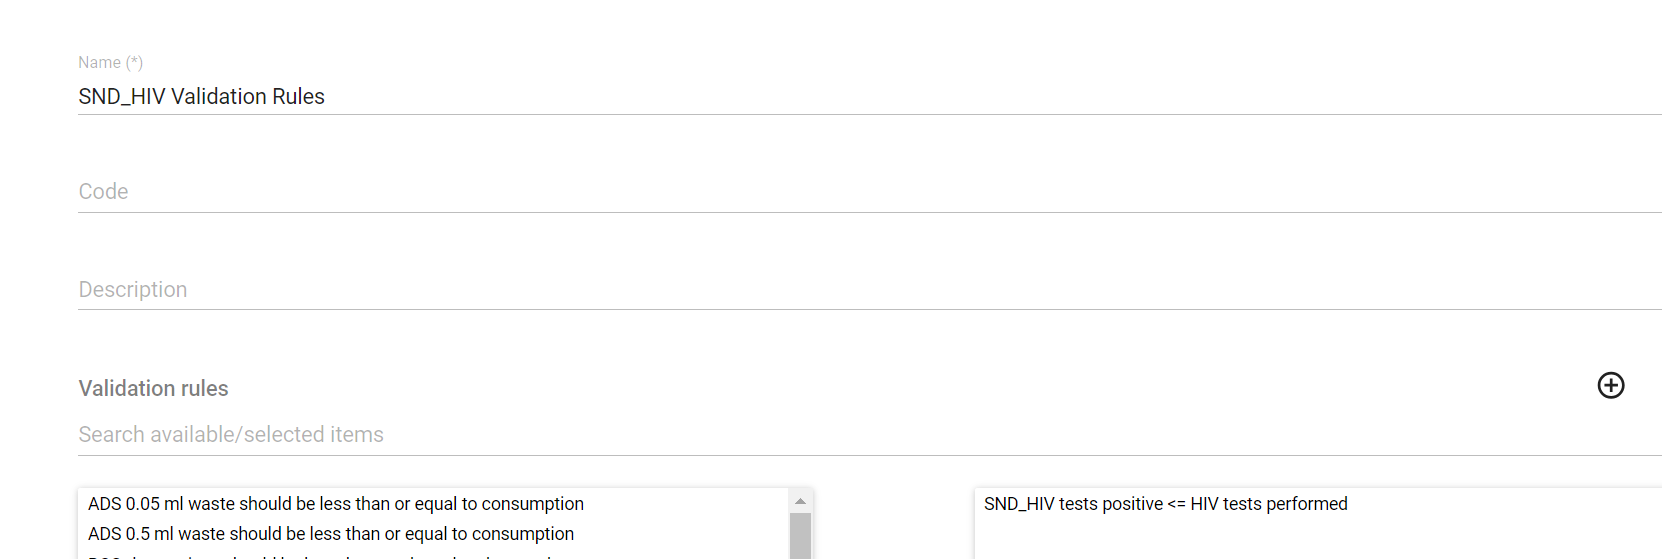 Name (*)
SND_HIV Validation Rules
Code
Description
Validation rules
Search available/selected items
ADS 0.05 ml waste should be less than or equal to consumption
SND_HIV tests positive <= HIV tests performed
ADS 0.5 ml waste should be less than or equal to consumption